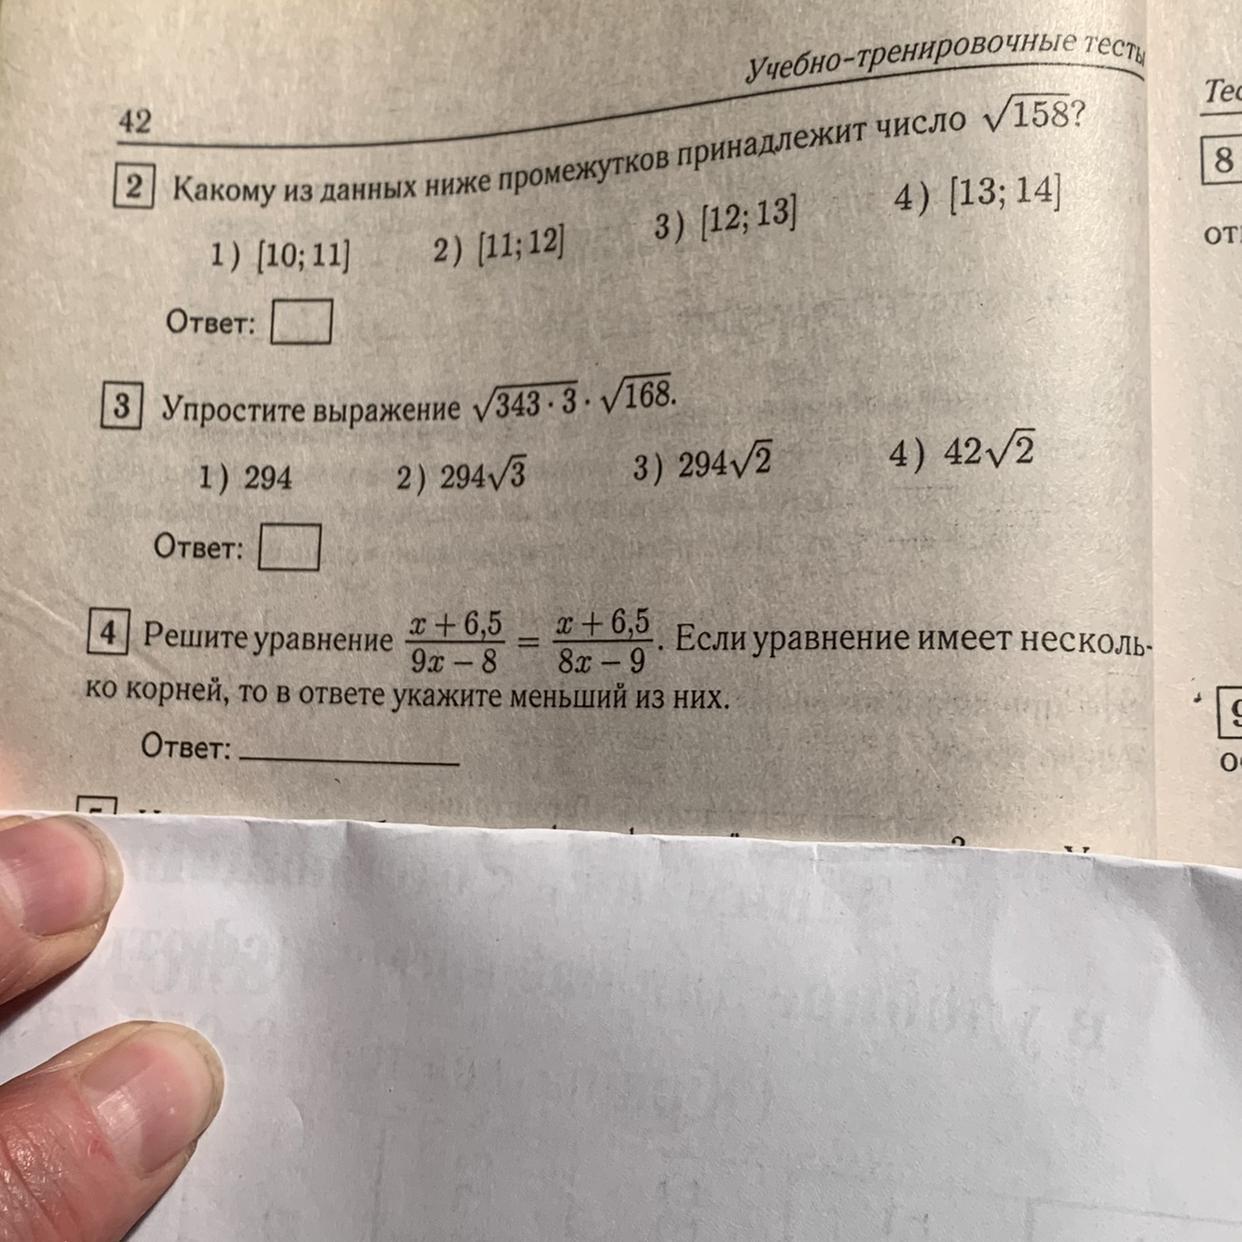 Учебно-тренировочные тесты
42
2 Какому из данных ниже промежутков принадлежит число √158?
1) [10; 11] 2) [11; 12] 3) [12; 13] 4) [13; 14]
Ответ:
3 Упростите выражение √343 · 3 · √168.
1) 294 2) 294√3 3) 294√2 4) 42√2
Ответ:
4 Решите уравнение (x + 6,5)/(9x − 8) = (x + 6,5)/(8x − 9). Если уравнение имеет несколь-
ко корней, то в ответе укажите меньший из них.
Ответ:
8